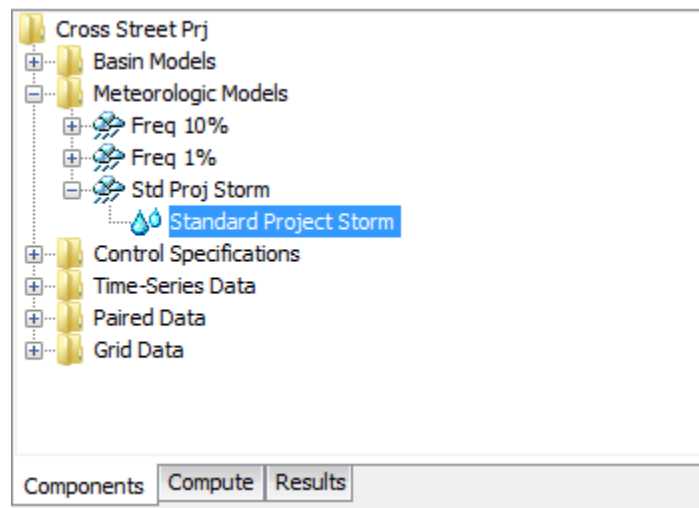 Cross Street Prj
Basin Models
Meteorologic Models
Freq 10%
Freq 1%
Std Proj Storm
Standard Project Storm
Control Specifications
Time-Series Data
Paired Data
Grid Data
Components Compute Results